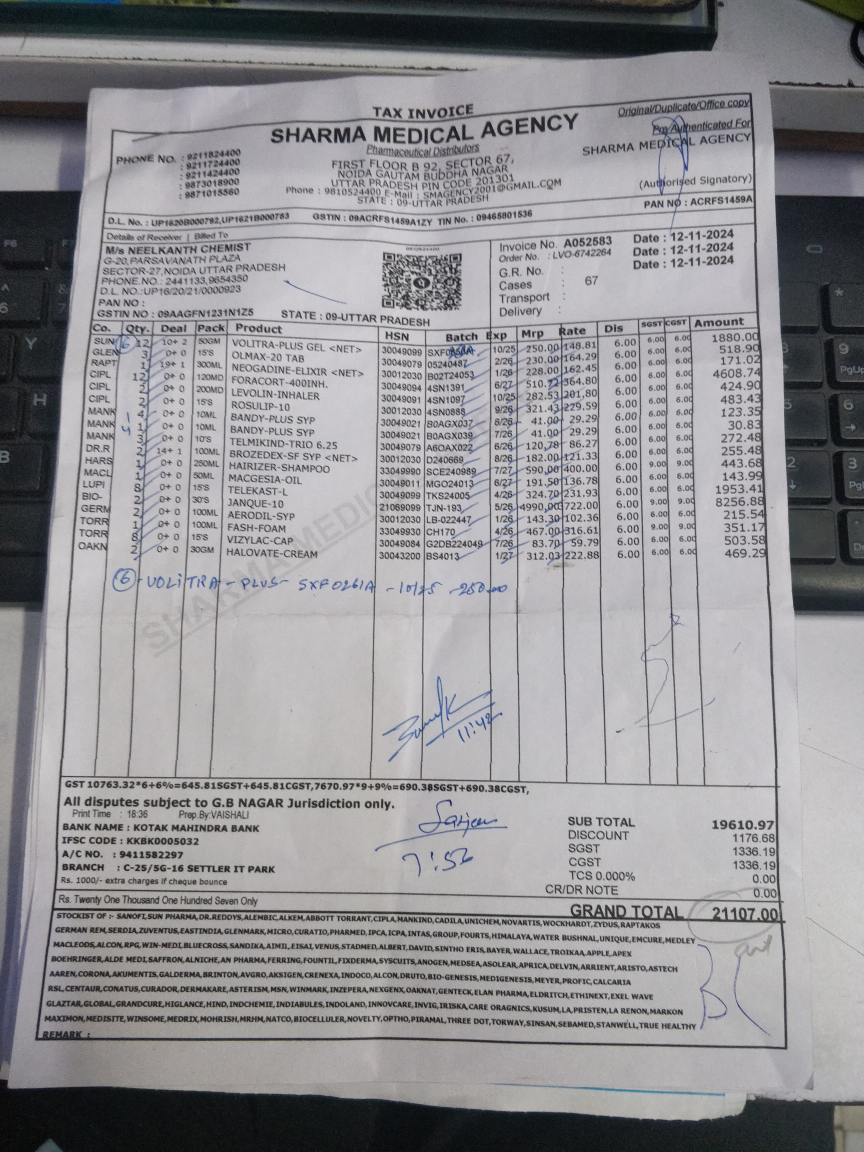 TAX INVOICE
Original/Duplicate/Office copy
SHARMA MEDICAL AGENCY
Pharmaceutical Distributors
FIRST FLOOR B 92, SECTOR 67,
NOIDA GAUTAM BUDDHA NAGAR
UTTAR PRADESH PIN CODE 201301
Phone : 9810524400 E-Mail : SMAGENCY2001@GMAIL.COM
STATE : 09-UTTAR PRADESH
PHONE NO. : 9211824400
: 9211724400
: 9211424400
: 9873018900
: 9871015560
Pre Authenticated For
SHARMA MEDICAL AGENCY
(Authorised Signatory)
PAN NO : ACRFS1459A
D.L. No. : UP1620B000782,UP1621B000783 GSTIN : 09ACRFS1459A1ZY TIN No. : 09465801536
Details of Receiver | Billed To
M/s NEELKANTH CHEMIST
G-20,PARSAVANATH PLAZA
SECTOR-27,NOIDA UTTAR PRADESH
PHONE.NO. : 2441133,9654350
D.L. NO.: UP16/20/21/0000923
PAN NO :
GSTIN NO : 09AAGFN1231N1Z5 STATE : 09-UTTAR PRADESH
Invoice No. A052583 Date : 12-11-2024
Order No. : LVO-6742264 Date : 12-11-2024
G.R. No. : Date : 12-11-2024
Cases : 67
Transport :
Delivery :
Co. Qty. Deal Pack Product HSN Batch Exp Mrp Rate Dis SGST CGST Amount
SUN 6 12 10+ 2 50GM VOLITRA-PLUS GEL <NET> 30049099 10/25 250.00 148.81 6.00 6.00 6.00 1880.00
GLEN 3 0+ 0 15'S OLMAX-20 TAB 30049079 05240487 2/26 230.00 164.29 6.00 6.00 6.00 518.90
RAPT 1 19+ 1 300ML NEOGADINE-ELIXIR <NET> 30012030 B02T24053 1/26 228.00 162.45 6.00 6.00 6.00 171.02
CIPL 12 0+ 0 120MD FORACORT-400INH. 30049094 4SN1391 6/27 510.72 364.80 6.00 6.00 6.00 4608.74
CIPL 2 0+ 0 200MD LEVOLIN-INHALER 30049091 4SN1097 10/25 282.53 201.80 6.00 6.00 6.00 424.90
CIPL 2 0+ 0 15'S ROSULIP-10 30012030 4SN0888 9/26 321.43 229.59 6.00 6.00 6.00 483.43
MANK 1 4 0+ 0 10ML BANDY-PLUS SYP 30049021 B0AGX037 8/26 41.00 29.29 6.00 6.00 6.00 123.35
MANK 4 1 0+ 0 10ML BANDY-PLUS SYP 30049021 B0AGX039 7/26 41.00 29.29 6.00 6.00 6.00 30.83
MANK 3 0+ 0 10'S TELMIKIND-TRIO 6.25 30049079 A6OAX022 4/26 120.78 86.27 6.00 6.00 6.00 272.48
DR.R 2 14+ 1 100ML BROZEDEX-SF SYP <NET> 30012030 D240669 8/26 182.00 121.33 6.00 6.00 6.00 255.48
HARS 1 0+ 0 250ML HAIRIZER-SHAMPOO 33049990 SCE240989 7/27 590.00 400.00 6.00 9.00 9.00 443.68
MACL 1 0+ 0 50ML MACGESIA-OIL 30049011 MGO24013 6/27 191.50 136.78 6.00 6.00 6.00 143.99
LUPI 8 0+ 0 15'S TELEKAST-L 30049099 TKS24005 4/26 324.70 231.93 6.00 6.00 6.00 1953.41
BIO- 2 0+ 0 30'S JANQUE-10 21069099 TJN-193 5/26 4990.00 6.00 9.00 9.00 8256.88
GERM 2 0+ 0 100ML AERODIL-SYP 30012030 LB-022447 1/26 143.30 102.36 6.00 6.00 6.00 215.54
TORR 1 0+ 0 100ML FASH-FOAM 33049930 CH170 4/26 467.00 316.61 6.00 9.00 9.00 351.17
TORR 8 0+ 0 15'S VIZYLAC-CAP 30049084 G2DB224049 7/26 83.70 59.79 6.00 6.00 6.00 503.58
OAKN 2 0+ 0 30GM HALOVATE-CREAM 30043200 BS4013 1/27 312.03 222.88 6.00 6.00 6.00 469.29
6 - VOLITRA - PLUS - SXF0261A - 10/25 - 250.00
11:42
GST 10763.32*6+6%=645.81SGST+645.81CGST,7670.97*9+9%=690.38SGST+690.38CGST,
All disputes subject to G.B NAGAR Jurisdiction only.
Print Time : 18:36 Prep.By:VAISHALI
BANK NAME : KOTAK MAHINDRA BANK
IFSC CODE : KKBK0005032
A/C NO. : 9411582297
BRANCH : C-25/5G-16 SETTLER IT PARK
Rs. 1000/- extra charges if cheque bounce
7:53
SUB TOTAL 19610.97
DISCOUNT 1176.68
SGST 1336.19
CGST 1336.19
TCS 0.000% 0.00
CR/DR NOTE 0.00
Rs. Twenty One Thousand One Hundred Seven Only
GRAND TOTAL 21107.00
STOCKIST OF :- SANOFI,SUN PHARMA,DR.REDDYS,ALEMBIC,ALKEM,ABBOTT TORRANT,CIPLA,MANKIND,CADILA,UNICHEM,NOVARTIS,WOCKHARDT,ZYDUS,RAPTAKOS
GERMAN REM,SERDIA,ZUVENTUS,EASTINDIA,GLENMARK,MICRO,CURATIO,PHARMED,IPCA,ICPA,INTAS,GROUP,FOURTS,HIMALAYA,WATER BUSHNAL,UNIQUE,EMCURE,MEDLEY
MACLEODS,ALCON,RPG,WIN-MEDI,BLUECROSS,SANDIKA,AIMIL,EISAI,VENUS,STADMED,ALBERT,DAVID,SINTHO ERIS,BAYER,WALLACE,TROIKAA,APPLE,APEX
BOEHRINGER,ALDE MEDI,SAFFRON,ALNICHE,AN PHARMA,FERRING,FOUNTIL,FIXDERMA,SYSCUITS,ANOGEN,MEDSEA,ASOLEAR,APRICA,DELVIN,ARRIENT,ARISTO,ASTECH
AAREN,CORONA,AKUMENTIS,GALDERMA,BRINTON,AVGRO,AKSIGEN,CRENEXA,INDOCO,ALCON,DRUTO,BIO-GENESIS,MEDIGENESIS,MEYER,PROFIC,CALCARIA
RSL,CENTAUR,CONATUS,CURADOR,DERMAKARE,ASTERISM,MSN,WINMARK,INZEPERA,NEXGENX,OAKNAT,GENTECH,ELAN PHARMA,ELDRITCH,ETHINEXT,EXEL WAVE
GLAZTAR,GLOBAL,GRANDCURE,HIGLANCE,HIND,INDCHEMIE,INDIABULES,INDOLAND,INNOVCARE,INVIG,IRISKA,CARE ORAGNICS,KUSUM,LA,PRISTEN,LA RENON,MARKON
MAXIMON,MEDISITE,WINSOME,MEDRIX,MOHRISH,MRHM,NATCO,BIOCELLULER,NOVELTY,OPTHO,PIRAMAL,THREE DOT,TORWAY,SINSAN,SEBAMED,STANWELL,TRUE HEALTHY
REMARK :